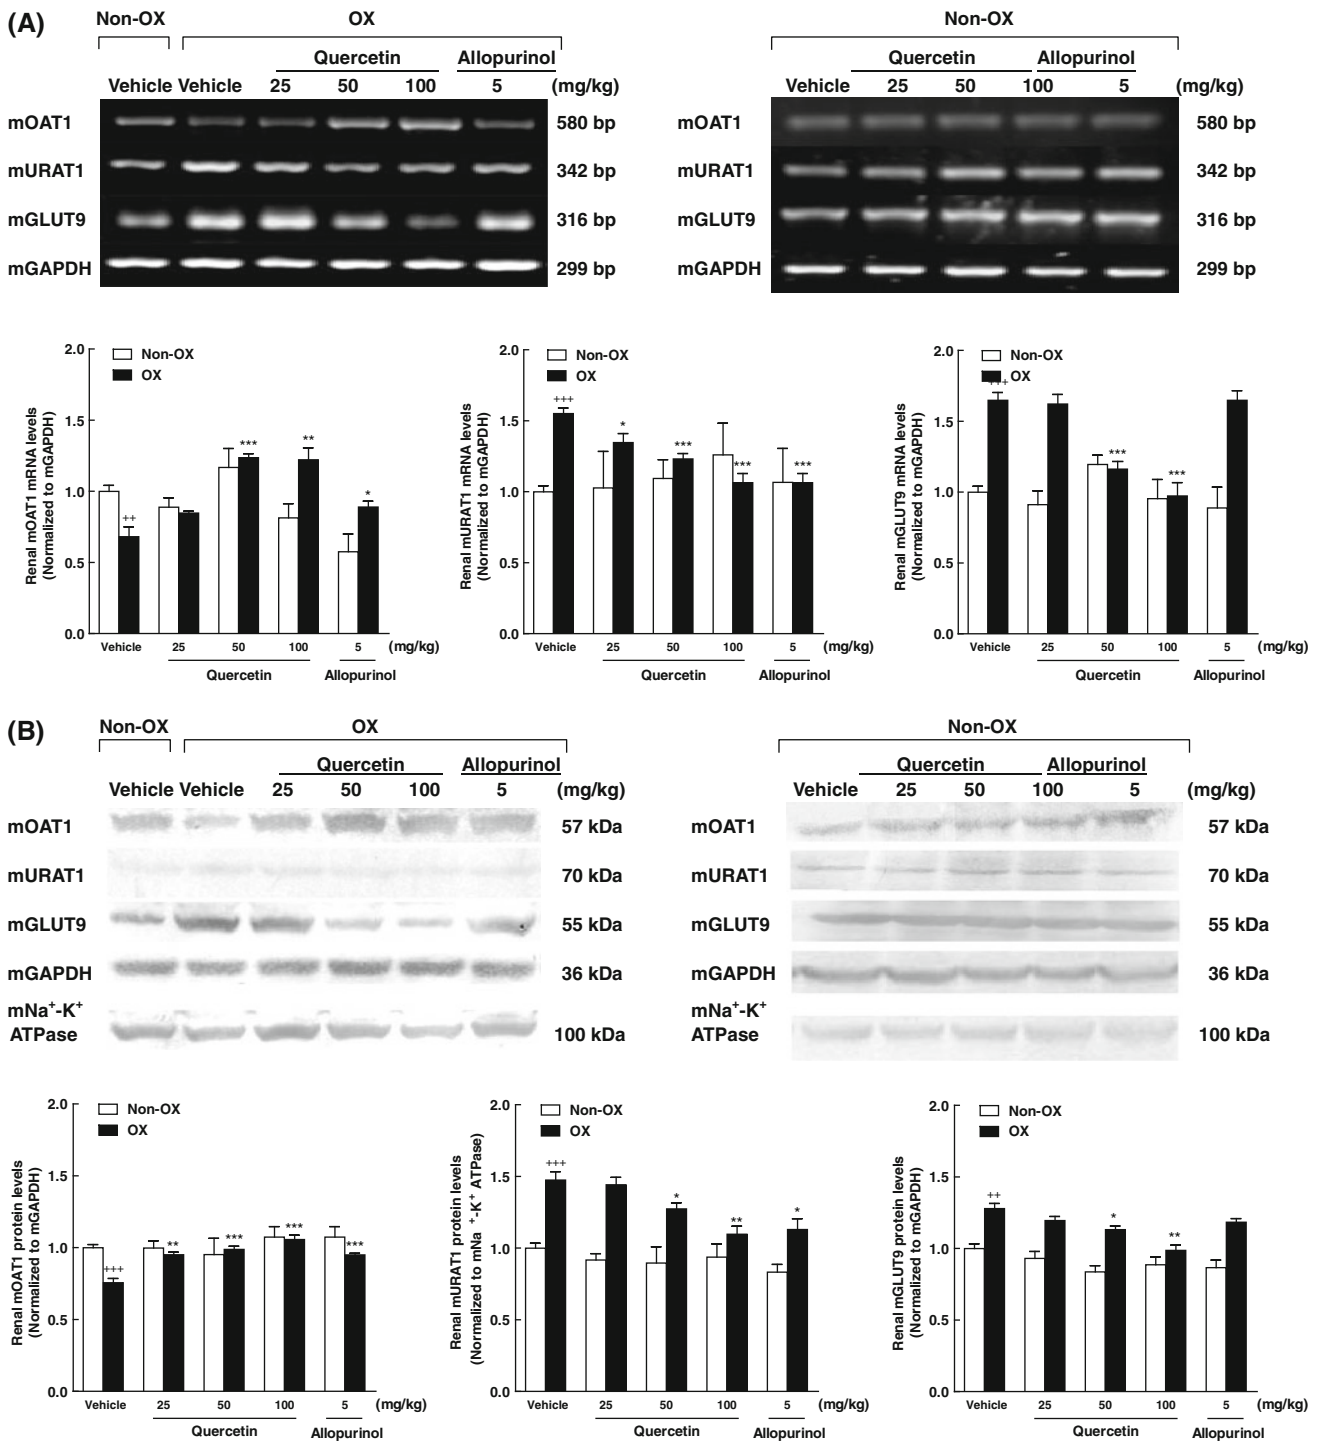 (A)
Non-OX OX Non-OX
Quercetin Allopurinol Quercetin Allopurinol
Vehicle Vehicle 25 50 100 5 (mg/kg) Vehicle 25 50 100 5 (mg/kg)
mOAT1 580 bp mOAT1 580 bp
mURAT1 342 bp mURAT1 342 bp
mGLUT9 316 bp mGLUT9 316 bp
mGAPDH 299 bp mGAPDH 299 bp
Renal mOAT1 mRNA levels
(Normalized to mGAPDH)
2.0
1.5
1.0
0.5
0.0
Non-OX
OX
++ *** ** *
Vehicle 25 50 100 5 (mg/kg)
Quercetin Allopurinol
Renal mURAT1 mRNA levels
(Normalized to mGAPDH)
2.0
1.5
1.0
0.5
0.0
Non-OX
OX
+++ * *** *** ***
Vehicle 25 50 100 5 (mg/kg)
Quercetin Allopurinol
Renal mGLUT9 mRNA levels
(Normalized to mGAPDH)
2.0
1.5
1.0
0.5
0.0
Non-OX
OX
+++ *** ***
Vehicle 25 50 100 5 (mg/kg)
Quercetin Allopurinol
(B)
Non-OX OX Non-OX
Quercetin Allopurinol Quercetin Allopurinol
Vehicle Vehicle 25 50 100 5 (mg/kg) Vehicle 25 50 100 5 (mg/kg)
mOAT1 57 kDa mOAT1 57 kDa
mURAT1 70 kDa mURAT1 70 kDa
mGLUT9 55 kDa mGLUT9 55 kDa
mGAPDH 36 kDa mGAPDH 36 kDa
mNa⁺-K⁺ mNa⁺-K⁺
ATPase 100 kDa ATPase 100 kDa
Renal mOAT1 protein levels
(Normalized to mGAPDH)
2.0
1.5
1.0
0.5
0.0
Non-OX
OX
+++ ** *** *** ***
Vehicle 25 50 100 5 (mg/kg)
Quercetin Allopurinol
Renal mURAT1 protein levels
(Normalized to mNa ⁺-K⁺ ATPase)
2.0
1.5
1.0
0.5
0.0
Non-OX
OX
+++ * ** *
Vehicle 25 50 100 5 (mg/kg)
Quercetin Allopurinol
Renal mGLUT9 protein levels
(Normalized to mGAPDH)
2.0
1.5
1.0
0.5
0.0
Non-OX
OX
++ * **
Vehicle 25 50 100 5 (mg/kg)
Quercetin Allopurinol